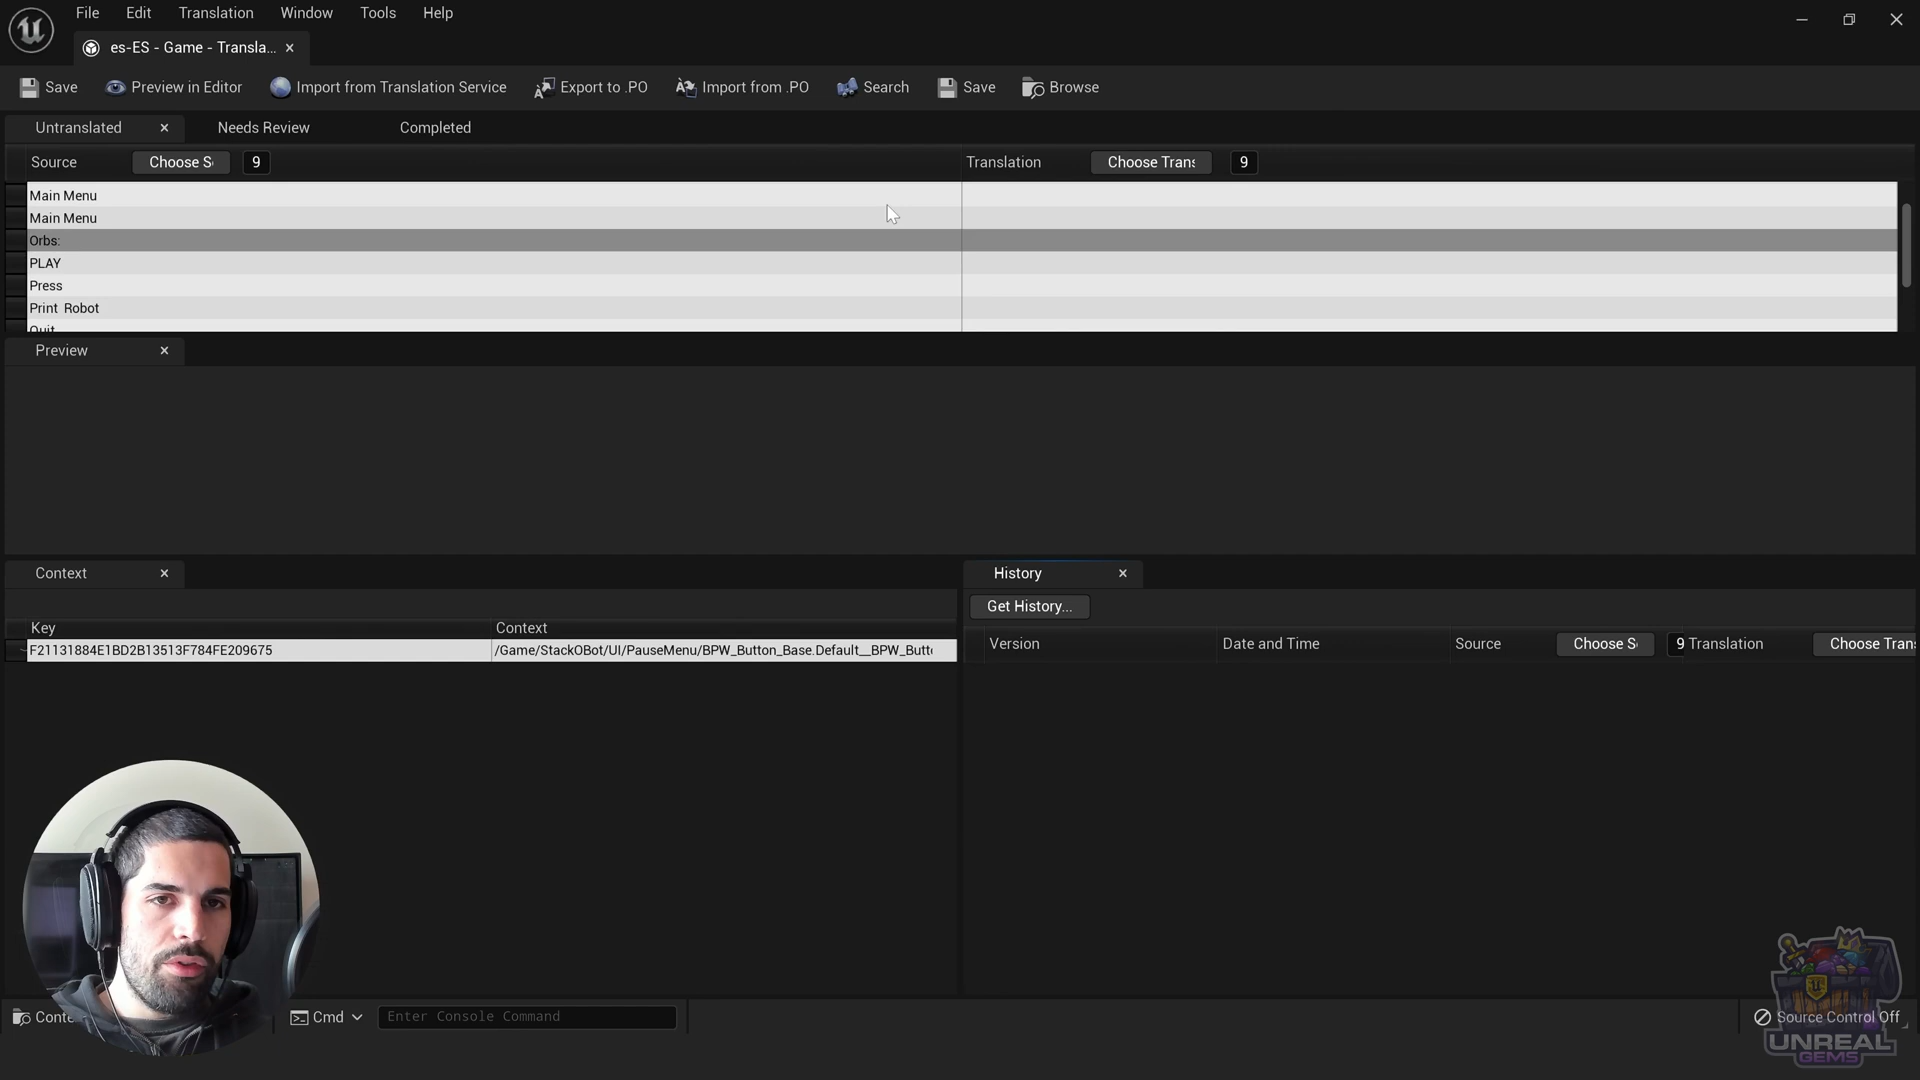 File Edit Translation Window Tools Help
es-ES - Game - Transla...
Save Preview in Editor Import from Translation Service Export to .PO Import from .PO Search Save Browse
Untranslated Needs Review Completed
Source Choose S 9 Translation Choose Trans 9
Main Menu
Main Menu
Orbs:
PLAY
Press
Print Robot
Quit
Preview
Context History
Get History...
Key Context Version Date and Time Source Choose S 9 Translation Choose Trans
F21131884E1BD2B13513F784FE209675 /Game/StackOBot/UI/PauseMenu/BPW_Button_Base.Default__BPW_Butt
Conte Cmd Enter Console Command Source Control Off
UNREAL
GEMS